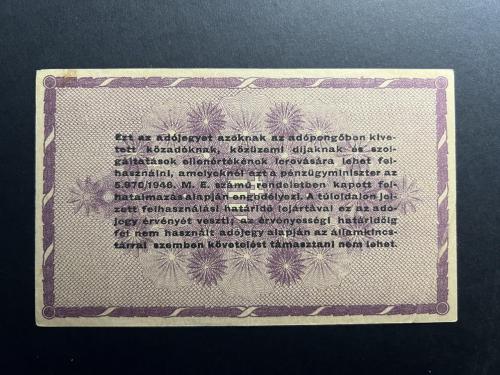 Ezt az adójegyet azoknak az adópengőben kive-
tett közadóknak, közüzemi díjaknak és szol-
gáltatások ellenértékének lerovására lehet fel-
használni, amelyeknél ezt a pénzügyminiszter az
5.970/1946. M. E. számú rendeletben kapott fel-
hatalmazás alapján engedélyezi. A túloldalon jel-
zett felhasználási határidő lejártával ez az adó-
jegy érvényét veszti; az érvényességi határidőig
fel nem használt adójegy alapján az államkincs-
tárral szemben követelést támasztani nem lehet.